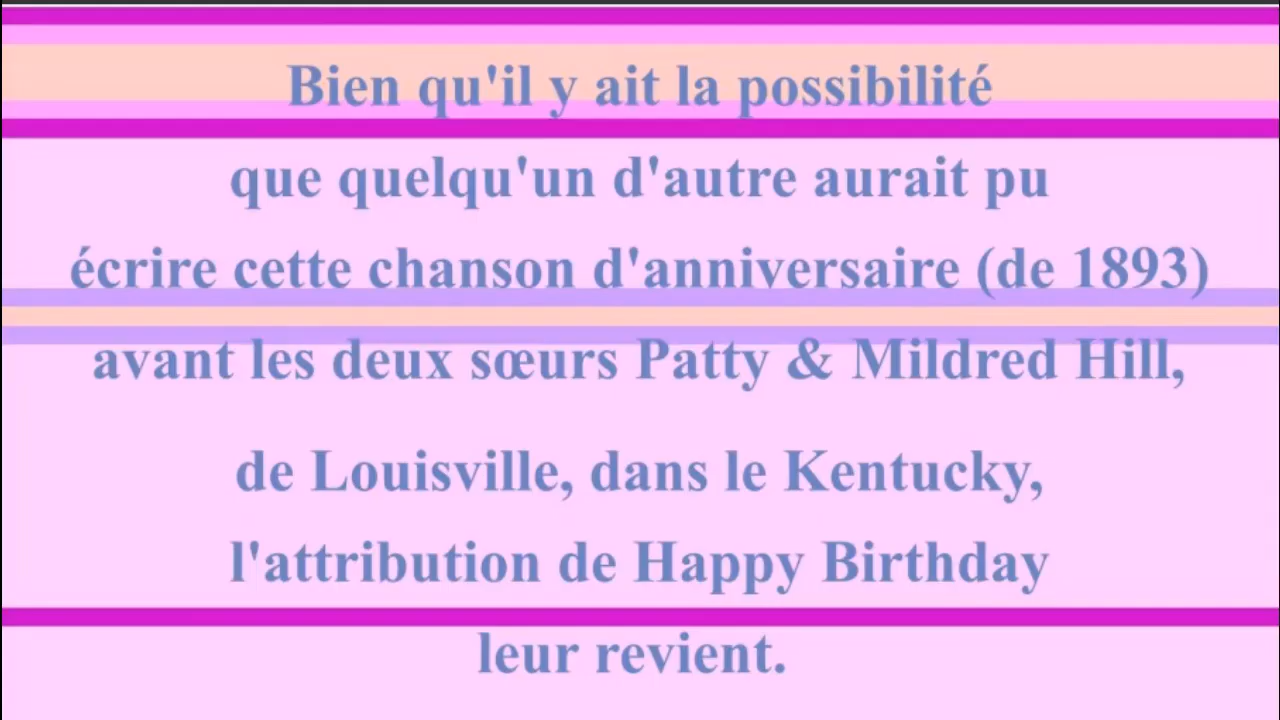 Bien qu'il y ait la possibilité
que quelqu'un d'autre aurait pu
écrire cette chanson d'anniversaire (de 1893)
avant les deux sœurs Patty & Mildred Hill,
de Louisville, dans le Kentucky,
l'attribution de Happy Birthday
leur revient.